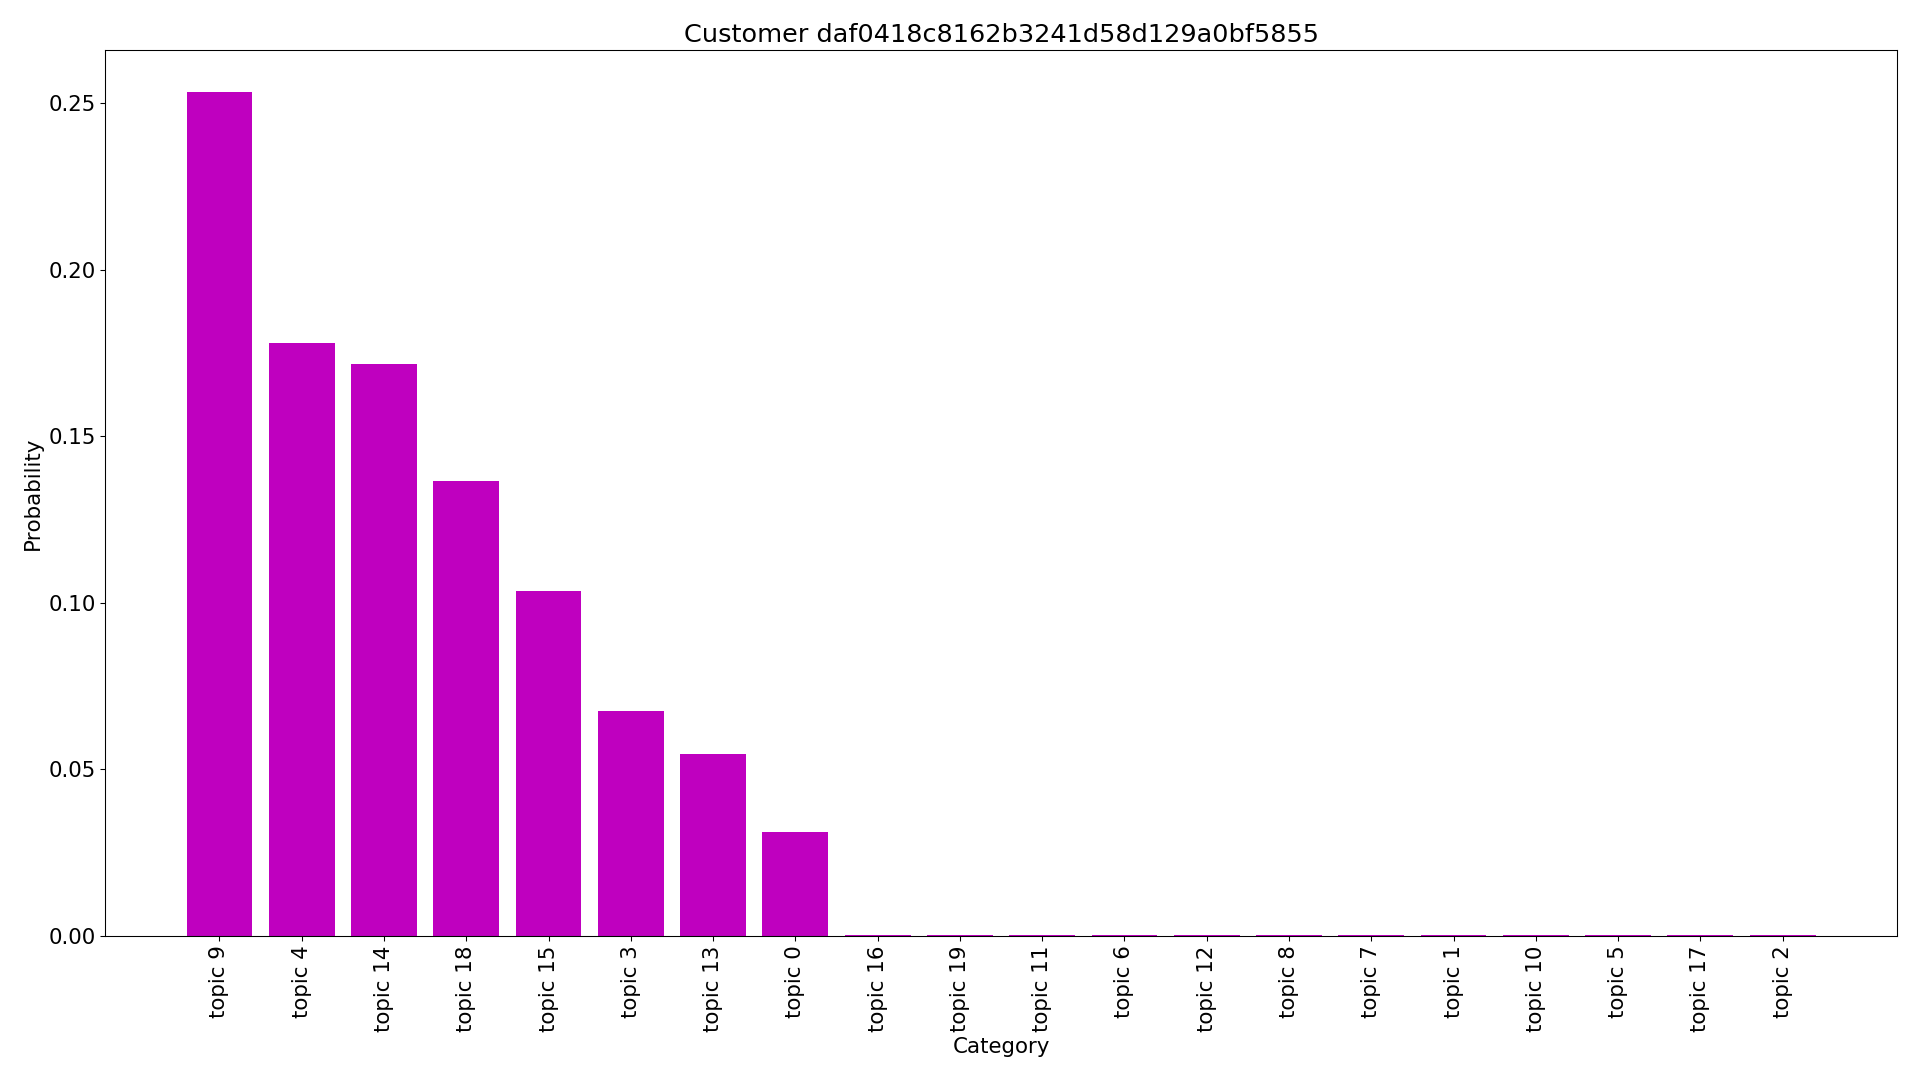 Customer daf0418c8162b3241d58d129a0bf5855
Probability
0.25
0.20
0.15
0.10
0.05
0.00
topic 9
topic 4
topic 14
topic 18
topic 15
topic 3
topic 13
topic 0
topic 16
topic 19
topic 11
topic 6
topic 12
topic 8
topic 7
topic 1
topic 10
topic 5
topic 17
topic 2
Category